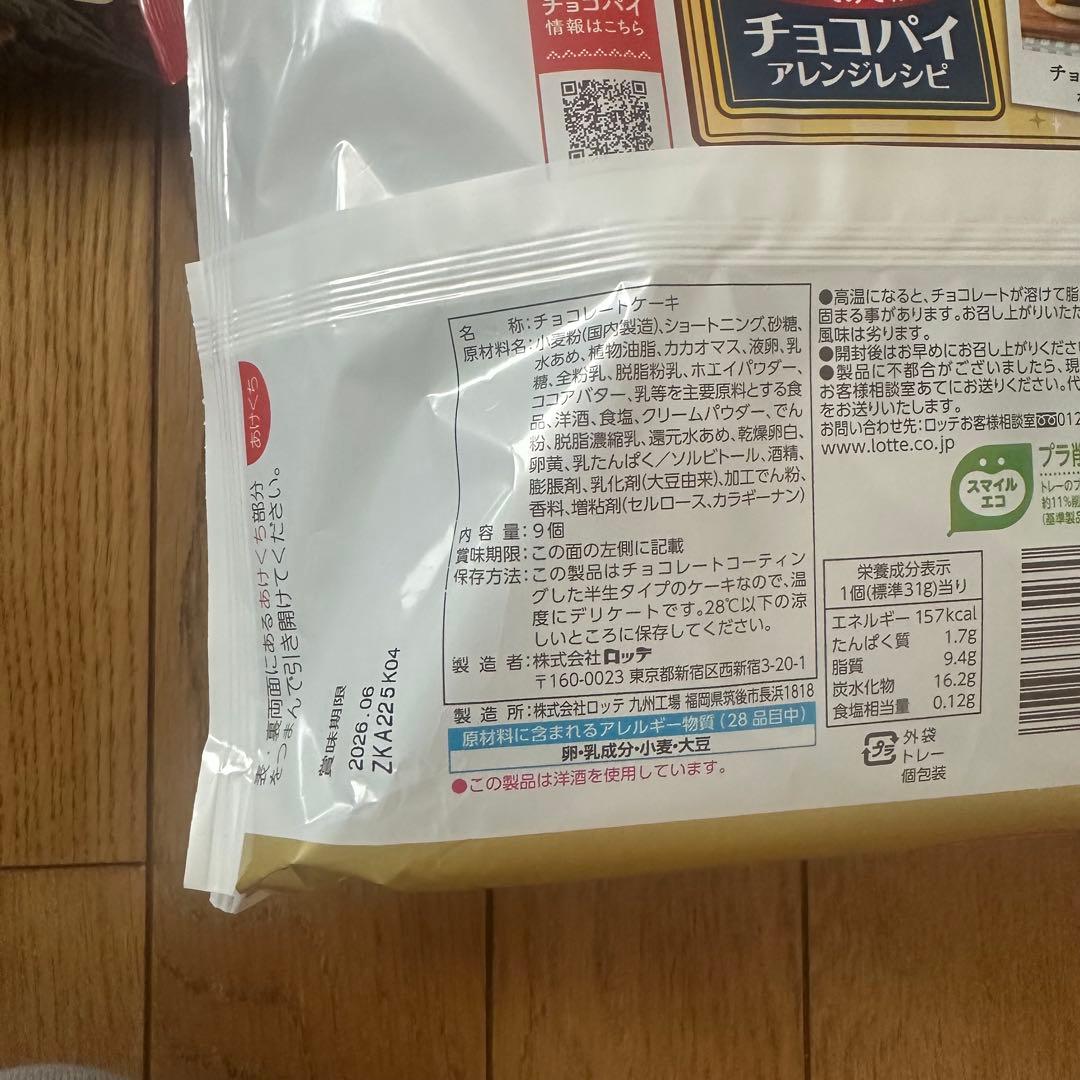 チョコパイ
情報はこちら
チョコパイ
アレンジレシピ
あけくち
表・裏両面にあるあけくち部分
をつまんで引き開けてください。
賞味期限
2026.06
ZKA225K04
名 称:チョコレートケーキ
原材料名:小麦粉(国内製造)、ショートニング、砂糖、
水あめ、植物油脂、カカオマス、液卵、乳
糖、全粉乳、脱脂粉乳、ホエイパウダー、
ココアバター、乳等を主要原料とする食
品、洋酒、食塩、クリームパウダー、でん
粉、脱脂濃縮乳、還元水あめ、乾燥卵白、
卵黄、乳たんぱく/ソルビトール、酒精、
膨脹剤、乳化剤(大豆由来)、加工でん粉、
香料、増粘剤(セルロース、カラギーナン)
内 容 量:9個
賞味期限:この面の左側に記載
保存方法:この製品はチョコレートコーティン
グした半生タイプのケーキなので、温
度にデリケートです。28℃以下の涼
しいところに保存してください。
製 造 者:株式会社ロッテ
〒160-0023 東京都新宿区西新宿3-20-1
製 造 所:株式会社ロッテ 九州工場 福岡県筑後市長浜1818
原材料に含まれるアレルギー物質(28品目中)
卵・乳成分・小麦・大豆
●この製品は洋酒を使用しています。
●高温になると、チョコレートが溶けて脂
固まる事があります。お召し上がりいただ
風味は劣ります。
●開封後はお早めにお召し上がりくださ
●製品に不都合がございましたら、現
お客様相談室あてにお送りください。代
をお送りいたします。
お問い合わせ先:ロッテお客様相談室 012
www.lotte.co.jp
スマイル
エコ
プラ削
トレーのプ
約11%削
(基準製品
栄養成分表示
1個(標準31g)当り
エネルギー 157kcal
たんぱく質 1.7g
脂質 9.4g
炭水化物 16.2g
食塩相当量 0.12g
プラ
外袋
トレー
個包装